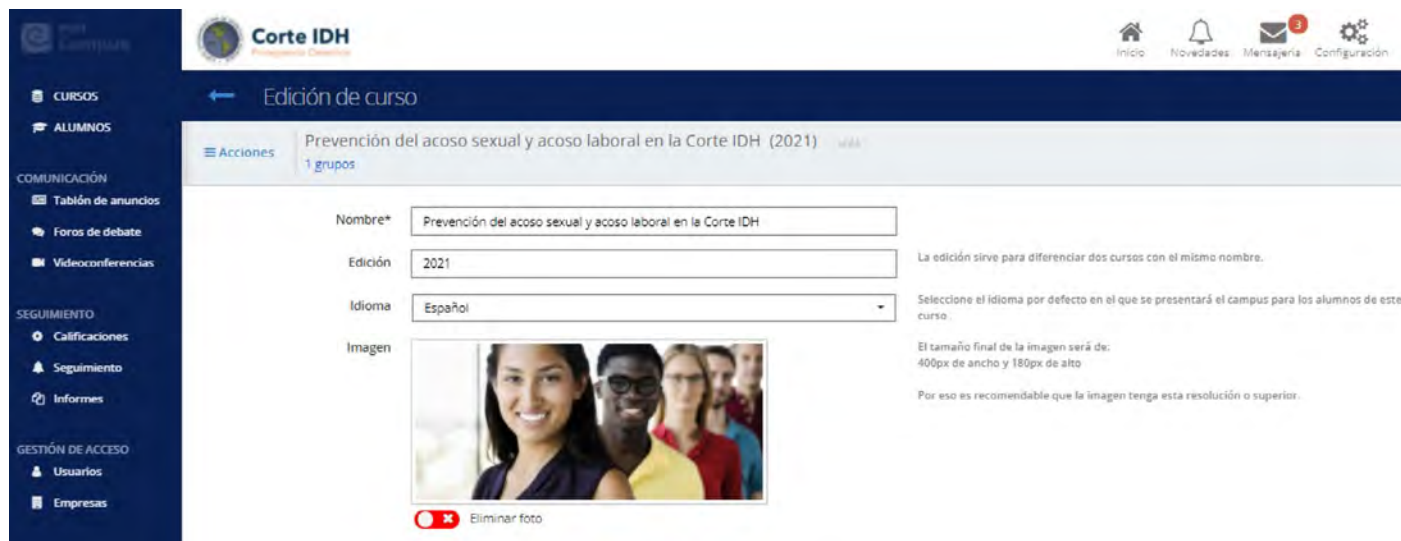 Campus
Corte IDH
3
Inicio
Novedades
Mensajería
Configuración
CURSOS
ALUMNOS
COMUNICACIÓN
Tablón de anuncios
Foros de debate
Videoconferencias
SEGUIMIENTO
Calificaciones
Seguimiento
Informes
GESTIÓN DE ACCESO
Usuarios
Empresas
Edición de curso
Acciones
Prevención del acoso sexual y acoso laboral en la Corte IDH (2021)
1 grupos
Nombre*
Prevención del acoso sexual y acoso laboral en la Corte IDH
Edición
2021
La edición sirve para diferenciar dos cursos con el mismo nombre.
Idioma
Español
Seleccione el idioma por defecto en el que se presentará el campus para los alumnos de este
curso
Imagen
El tamaño final de la imagen será de:
400px de ancho y 180px de alto
Por eso es recomendable que la imagen tenga esta resolución o superior.
Eliminar foto